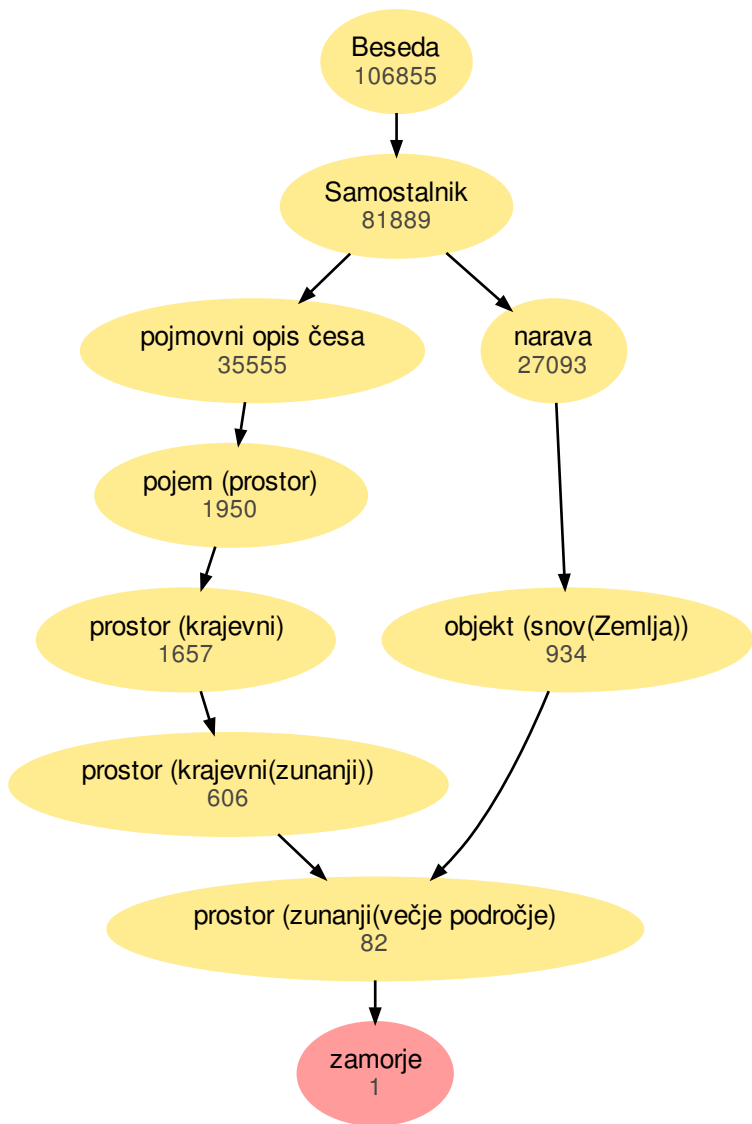 Beseda
106855
Samostalnik
81889
pojmovni opis česa
35555
narava
27093
pojem (prostor)
1950
prostor (krajevni)
1657
objekt (snov(Zemlja))
934
prostor (krajevni(zunanji))
606
prostor (zunanji(večje področje)
82
zamorje
1